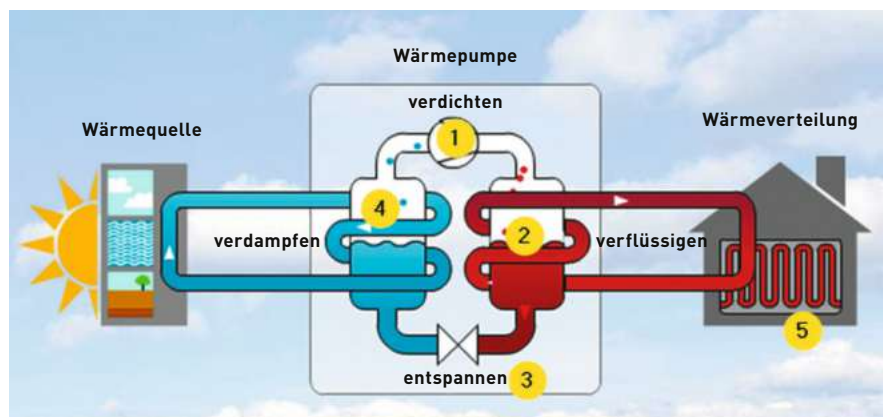 Wärmepumpe
verdichten
1
Wärmequelle
Wärmeverteilung
4
verdampfen
2
verflüssigen
5
entspannen 3